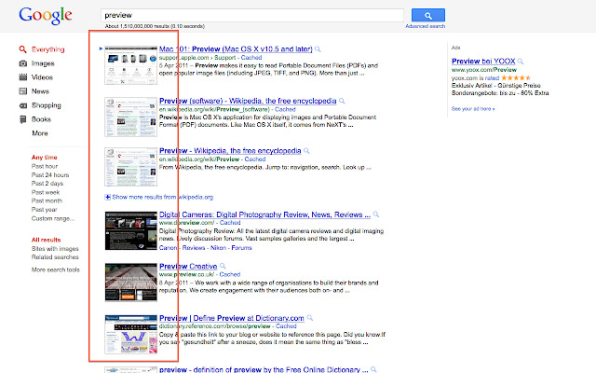 Google
preview
About 1,510,000,000 results (0.10 seconds)
Advanced search
Everything
Images
Videos
News
Shopping
Books
More
Any time
Past hour
Past 24 hours
Past 2 days
Past week
Past month
Past year
Custom range...
All results
Sites with images
Related searches
More search tools
Mac 101: Preview (Mac OS X v10.5 and later)
support.apple.com › Support - Cached
5 Apr 2011 – Preview makes it easy to read Portable Document Files (PDFs) and
open popular image files (including JPEG, TIFF, and PNG). More than just ...
Preview (software) - Wikipedia, the free encyclopedia
en.wikipedia.org/wiki/Preview_(software) - Cached
Preview is Mac OS X's application for displaying images and Portable Document
Format (PDF) documents. Like Mac OS X itself, it comes from NeXT's ...
Preview - Wikipedia, the free encyclopedia
en.wikipedia.org/wiki/Preview - Cached
From Wikipedia, the free encyclopedia. Jump to: navigation, search. Look up ...
Show more results from wikipedia.org
Digital Cameras: Digital Photography Review, News, Reviews ...
www.dpreview.com/ - Cached
Digital Photography Review: All the latest digital camera reviews and digital imaging
news. Lively discussion forums. Vast samples galleries and the largest ...
Canon - Reviews - Nikon - Forums
Preview Creative
www.preview.co.uk/ - Cached
8 Apr 2011 – We work with a wide range of organisations to build their brands and
reputation. We create engagement with their audiences both on- and ...
Preview | Define Preview at Dictionary.com
dictionary.reference.com/browse/preview - Cached
Copy & paste this link to your blog or website to reference this page. Did you know:If
you say "gesundheit" after a sneeze, does it mean the same thing as "bless ...
preview - definition of preview by the Free Online Dictionary ...
Ads
Preview bei YOOX
www.yoox.com/Preview
yoox.com is rated
Exklusiv Artikel - Günstige Preise
Sonderangebote: bis zu - 80% Extra
See your ad here »